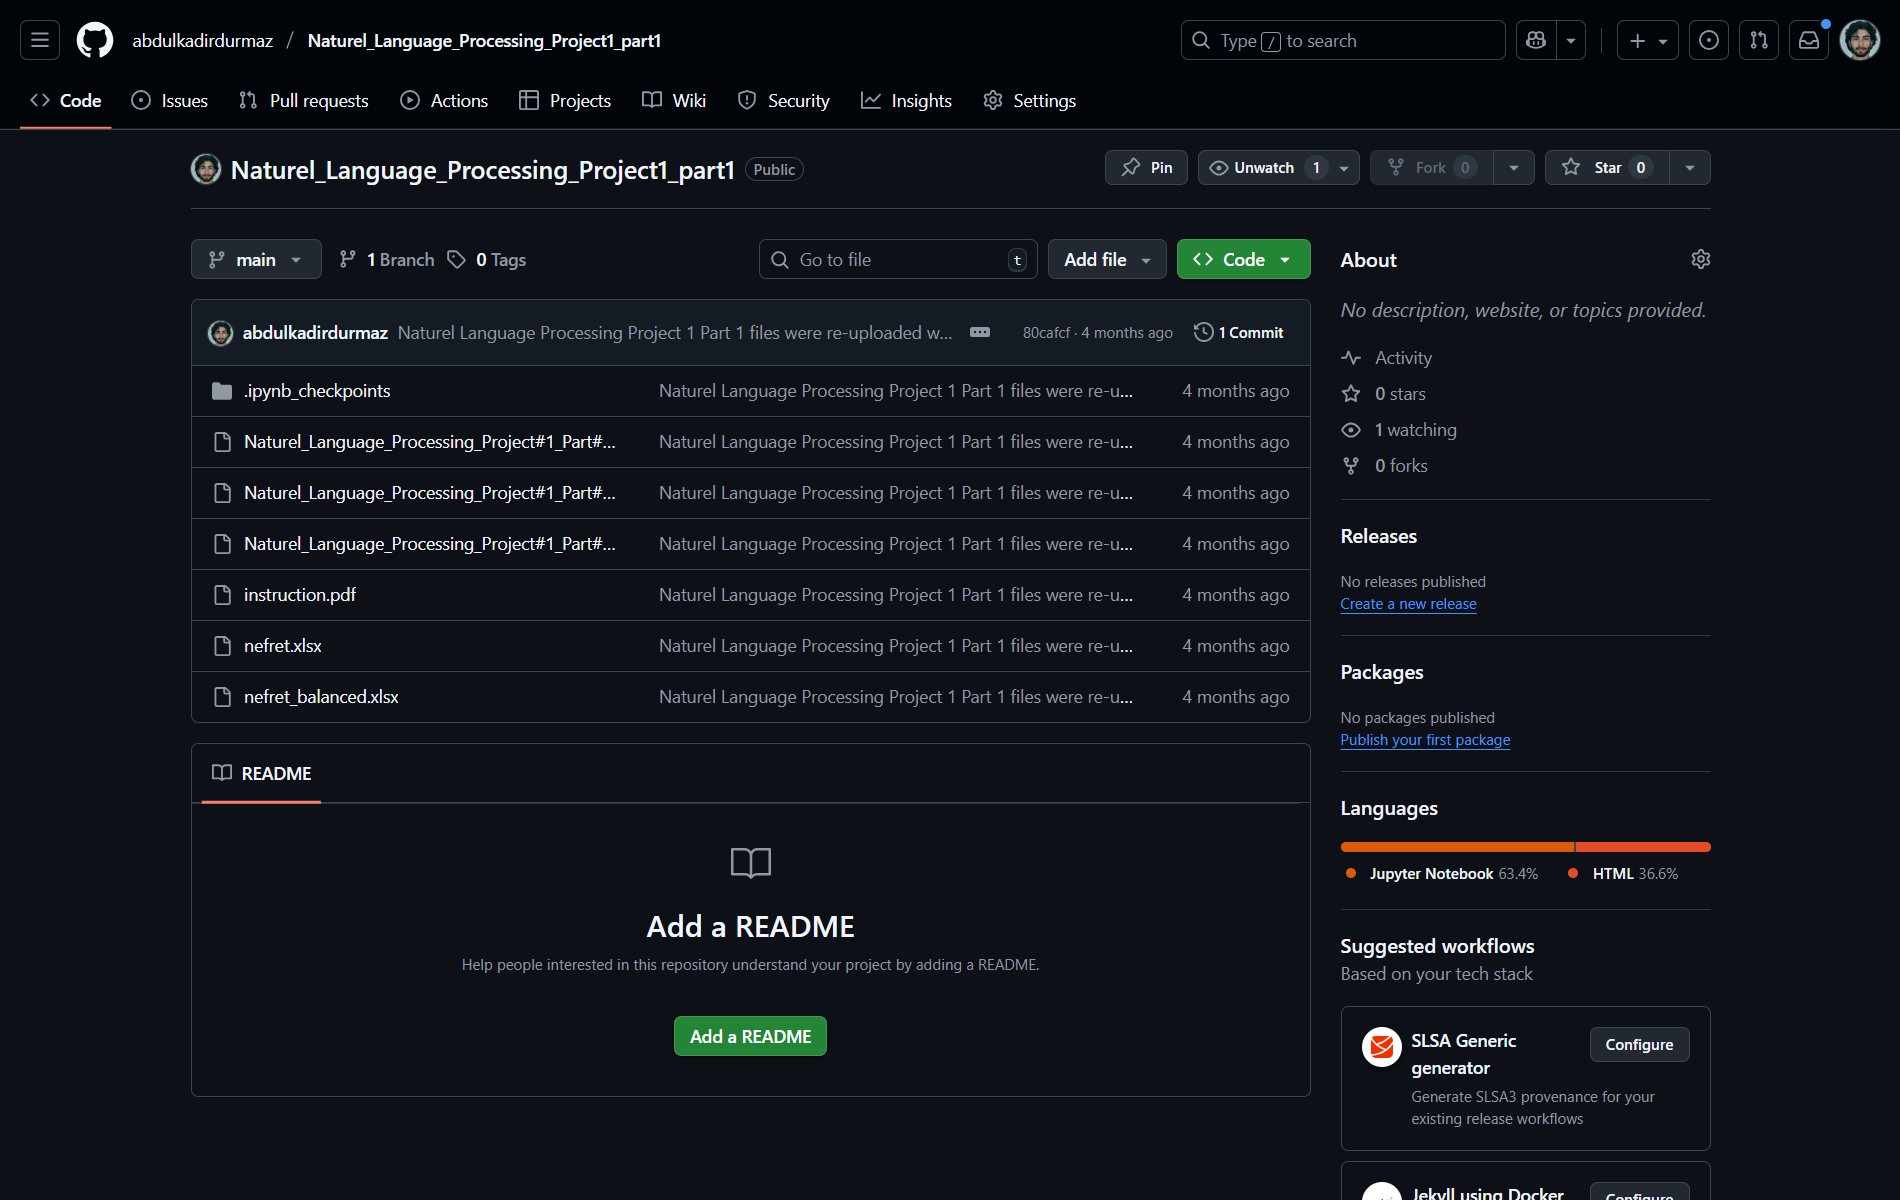 abdulkadirdurmaz / Naturel_Language_Processing_Project1_part1
Type / to search
Code
Issues
Pull requests
Actions
Projects
Wiki
Security
Insights
Settings
Naturel_Language_Processing_Project1_part1 Public
Pin
Unwatch 1
Fork 0
Star 0
main
1 Branch
0 Tags
Go to file t
Add file
Code
abdulkadirdurmaz Naturel Language Processing Project 1 Part 1 files were re-uploaded w... 80cafcf · 4 months ago 1 Commit
.ipynb_checkpoints Naturel Language Processing Project 1 Part 1 files were re-u... 4 months ago
Naturel_Language_Processing_Project#1_Part#... Naturel Language Processing Project 1 Part 1 files were re-u... 4 months ago
Naturel_Language_Processing_Project#1_Part#... Naturel Language Processing Project 1 Part 1 files were re-u... 4 months ago
Naturel_Language_Processing_Project#1_Part#... Naturel Language Processing Project 1 Part 1 files were re-u... 4 months ago
instruction.pdf Naturel Language Processing Project 1 Part 1 files were re-u... 4 months ago
nefret.xlsx Naturel Language Processing Project 1 Part 1 files were re-u... 4 months ago
nefret_balanced.xlsx Naturel Language Processing Project 1 Part 1 files were re-u... 4 months ago
README
Add a README
Help people interested in this repository understand your project by adding a README.
Add a README
About
No description, website, or topics provided.
Activity
0 stars
1 watching
0 forks
Releases
No releases published
Create a new release
Packages
No packages published
Publish your first package
Languages
Jupyter Notebook 63.4%
HTML 36.6%
Suggested workflows
Based on your tech stack
SLSA Generic
generator
Configure
Generate SLSA3 provenance for your
existing release workflows
Jekyll using Docker
Configure